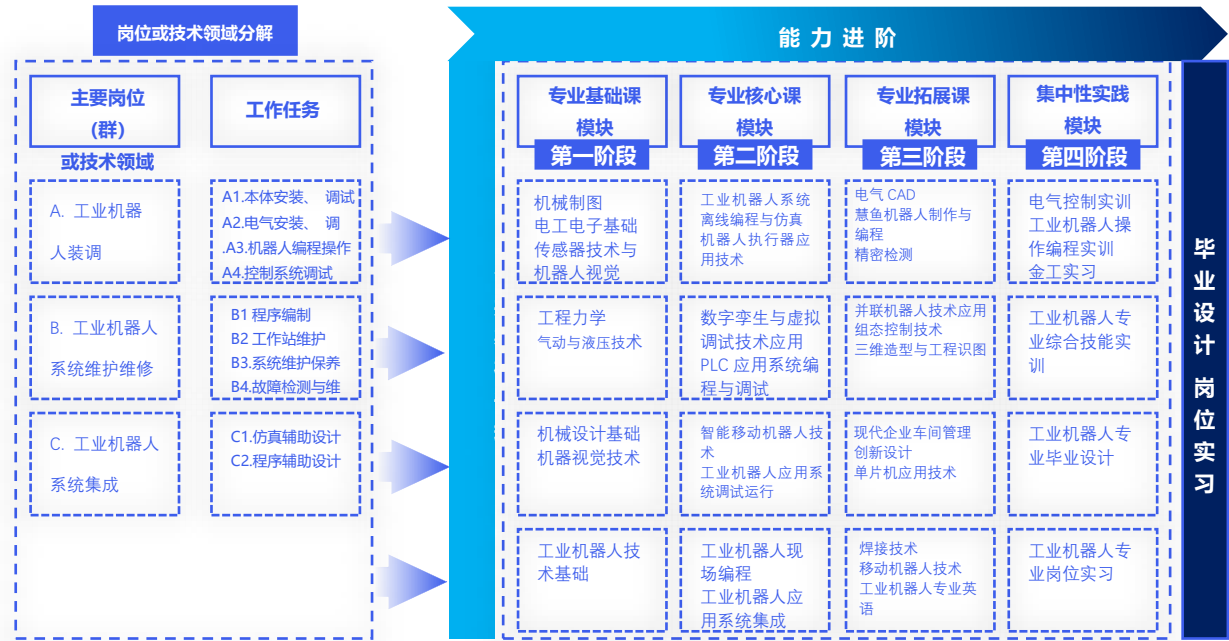 岗位或技术领域分解
能力进阶
主要岗位
(群)
或技术领域
工作任务
A. 工业机器
人装调
A1.本体安装、 调试
A2.电气安装、 调
.A3.机器人编程操作
A4.控制系统调试
B. 工业机器人
系统维护维修
B1 程序编制
B2 工作站维护
B3.系统维护保养
B4.故障检测与维
C. 工业机器人
系统集成
C1.仿真辅助设计
C2.程序辅助设计
专业基础课
模块
第一阶段
专业核心课
模块
第二阶段
专业拓展课
模块
第三阶段
集中性实践
模块
第四阶段
机械制图
电工电子基础
传感器技术与
机器人视觉
工业机器人系统
离线编程与仿真
机器人执行器应
用技术
电气 CAD
慧鱼机器人制作与
编程
精密检测
电气控制实训
工业机器人操
作编程实训
金工实习
工程力学
气动与液压技术
数字孪生与虚拟
调试技术应用
PLC 应用系统编
程与调试
并联机器人技术应用
组态控制技术
三维造型与工程识图
工业机器人专
业综合技能实
训
机械设计基础
机器视觉技术
智能移动机器人技
术
工业机器人应用系
统调试运行
现代企业车间管理
创新设计
单片机应用技术
工业机器人专
业毕业设计
工业机器人技
术基础
工业机器人现
场编程
工业机器人应
用系统集成
焊接技术
移动机器人技术
工业机器人专业英
语
工业机器人专
业岗位实习
毕业设计 岗位实习